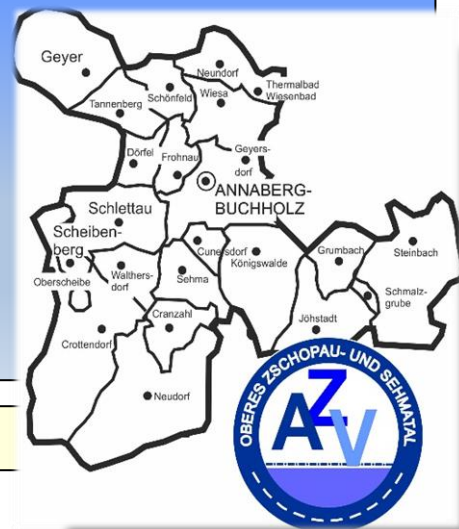 Geyer
Neundorf
Thermalbad
Wiesenbad
Schönfeld
Wiesa
Tannenberg
Dörfel
Frohnau
Geyers-
dorf
ANNABERG-
BUCHHOLZ
Schlettau
Scheiben-
berg
Cunersdorf
Königswalde
Grumbach
Steinbach
Oberscheibe
Walthers-
dorf
Sehma
Schmalz-
grube
Cranzahl
Jöhstadt
Crottendorf
Neudorf
OBERES ZSCHOPAU- UND SEHMATAL
AZV